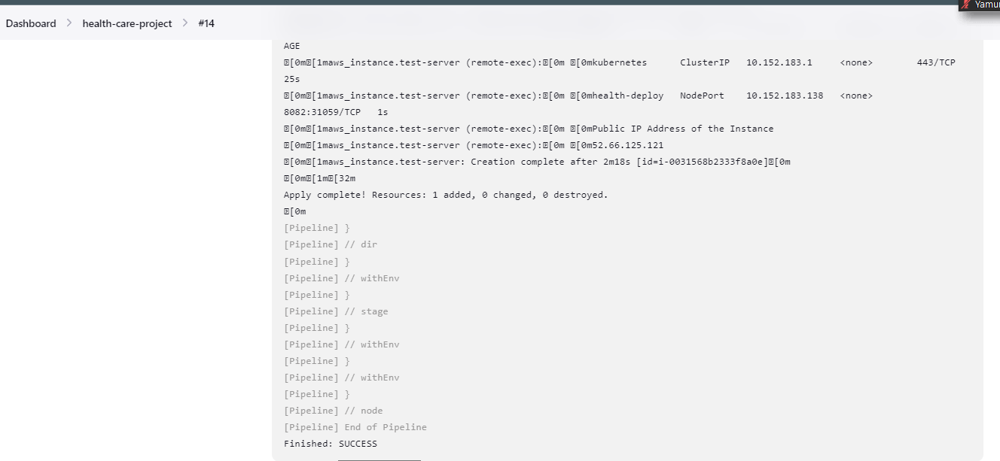 Yamu
Dashboard > health-care-project > #14
AGE
[0m[1maws_instance.test-server (remote-exec):[0m [0mkubernetes ClusterIP 10.152.183.1 <none> 443/TCP
25s
[0m[1maws_instance.test-server (remote-exec):[0m [0mhealth-deploy NodePort 10.152.183.138 <none>
8082:31059/TCP 1s
[0m[1maws_instance.test-server (remote-exec):[0m [0mPublic IP Address of the Instance
[0m[1maws_instance.test-server (remote-exec):[0m [0m52.66.125.121
[0m[1maws_instance.test-server: Creation complete after 2m18s [id=i-0031568b2333f8a0e][0m
[0m[1m[32m
Apply complete! Resources: 1 added, 0 changed, 0 destroyed.
[0m
[Pipeline] }
[Pipeline] // dir
[Pipeline] }
[Pipeline] // withEnv
[Pipeline] }
[Pipeline] // stage
[Pipeline] }
[Pipeline] // withEnv
[Pipeline] }
[Pipeline] // withEnv
[Pipeline] }
[Pipeline] // node
[Pipeline] End of Pipeline
Finished: SUCCESS